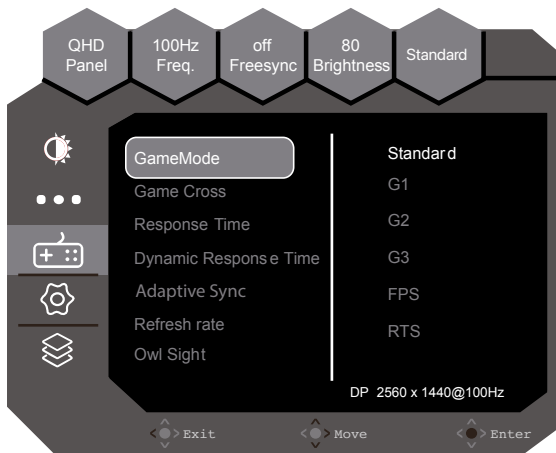 QHD
Panel
100Hz
Freq.
off
Freesync
80
Brightness
Standard
GameMode
Game Cross
Response Time
Dynamic Response Time
Adaptive Sync
Refresh rate
Owl Sight
Standard
G1
G2
G3
FPS
RTS
DP 2560 x 1440@100Hz
Exit
Move
Enter